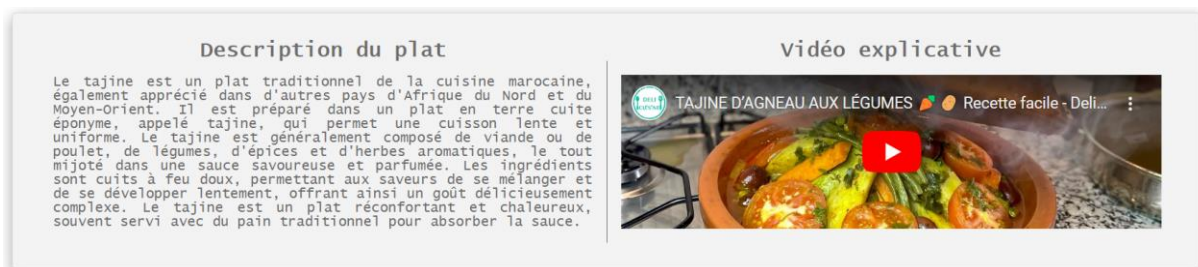 Description du plat
Le tajine est un plat traditionnel de la cuisine marocaine,
également apprécié dans d'autres pays d'Afrique du Nord et du
Moyen-Orient. Il est préparé dans un plat en terre cuite
éponyme, appelé tajine, qui permet une cuisson lente et
uniforme. Le tajine est généralement composé de viande ou de
poulet, de légumes, d'épices et d'herbes aromatiques, le tout
mijoté dans une sauce savoureuse et parfumée. Les ingrédients
sont cuits à feu doux, permettant aux saveurs de se mélanger et
de se développer lentement, offrant ainsi un goût délicieusement
complexe. Le tajine est un plat réconfortant et chaleureux,
souvent servi avec du pain traditionnel pour absorber la sauce.
Vidéo explicative
TAJINE D'AGNEAU AUX LÉGUMES 🥕 🥔 Recette facile - Deli...